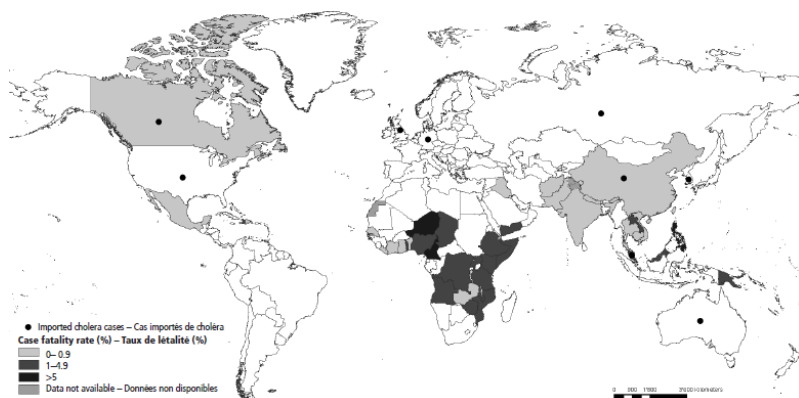 Imported cholera cases – Cas importés de choléra
Case fatality rate (%) – Taux de létalité (%)
0– 0.9
1–4.9
>5
Data not available – Données non disponibles
0